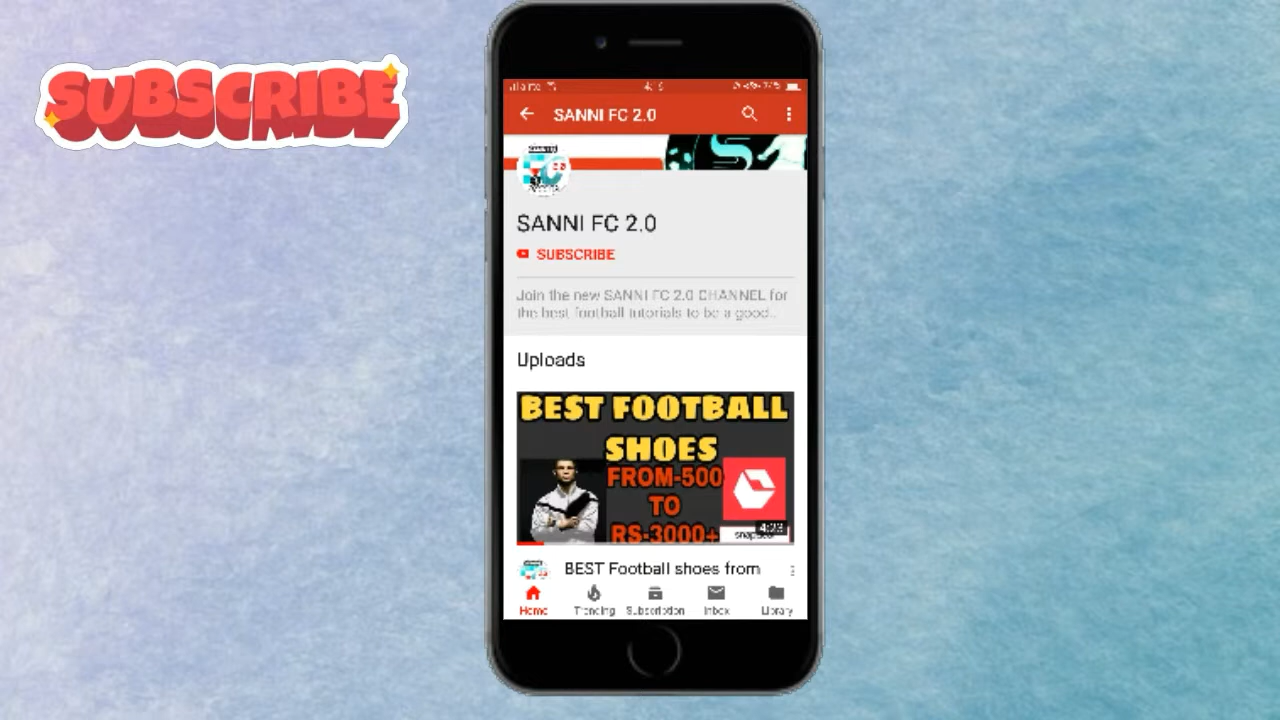 SUBSCRIBE
SANNI FC 2.0
SANNI FC 2.0
SUBSCRIBE
Join the new SANNI FC 2.0 CHANNEL for
the best football tutorials to be a good...
Uploads
BEST FOOTBALL
SHOES
FROM-500
TO
RS-3000+
4:23
BEST Football shoes from
Home Trending Subscription Inbox Library